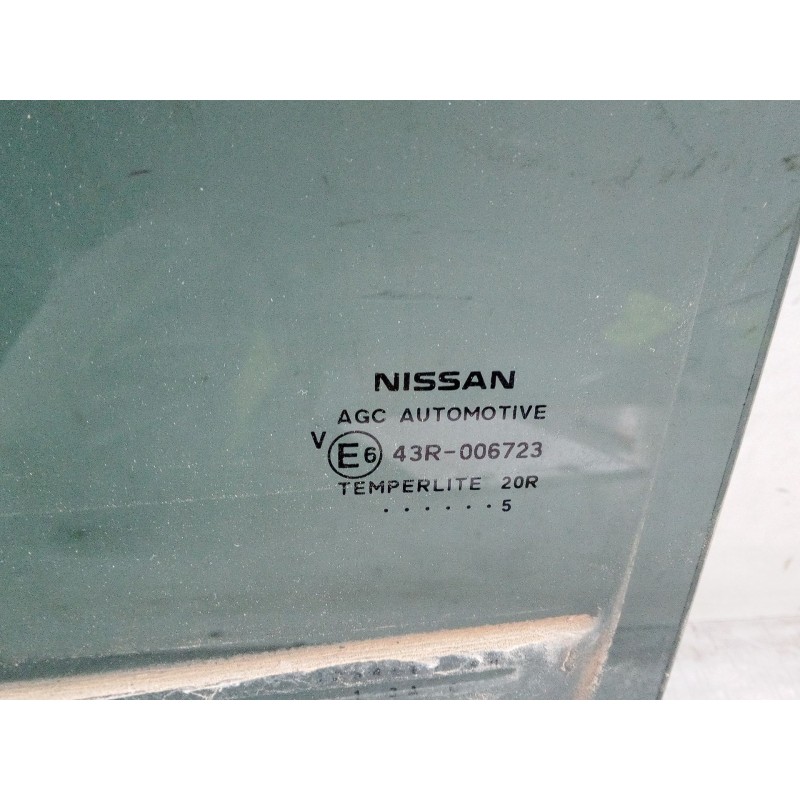 NISSAN
AGC AUTOMOTIVE
V E6 43R-006723
TEMPERLITE 20R
. . . . . . 5